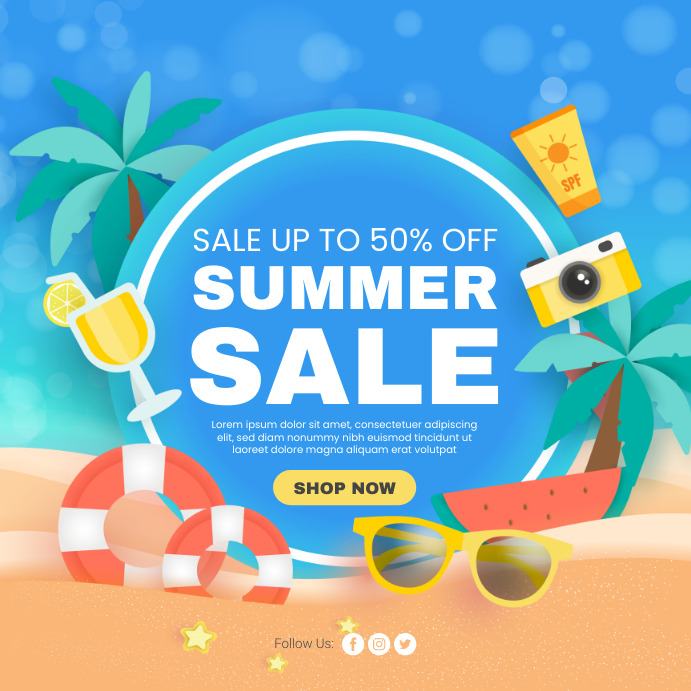 SPF
SALE UP TO 50% OFF
SUMMER
SALE
Lorem ipsum dolor sit amet, consectetuer adipiscing
elit, sed diam nonummy nibh euismod tincidunt ut
laoreet dolore magna aliquam erat volutpat
SHOP NOW
Follow Us: